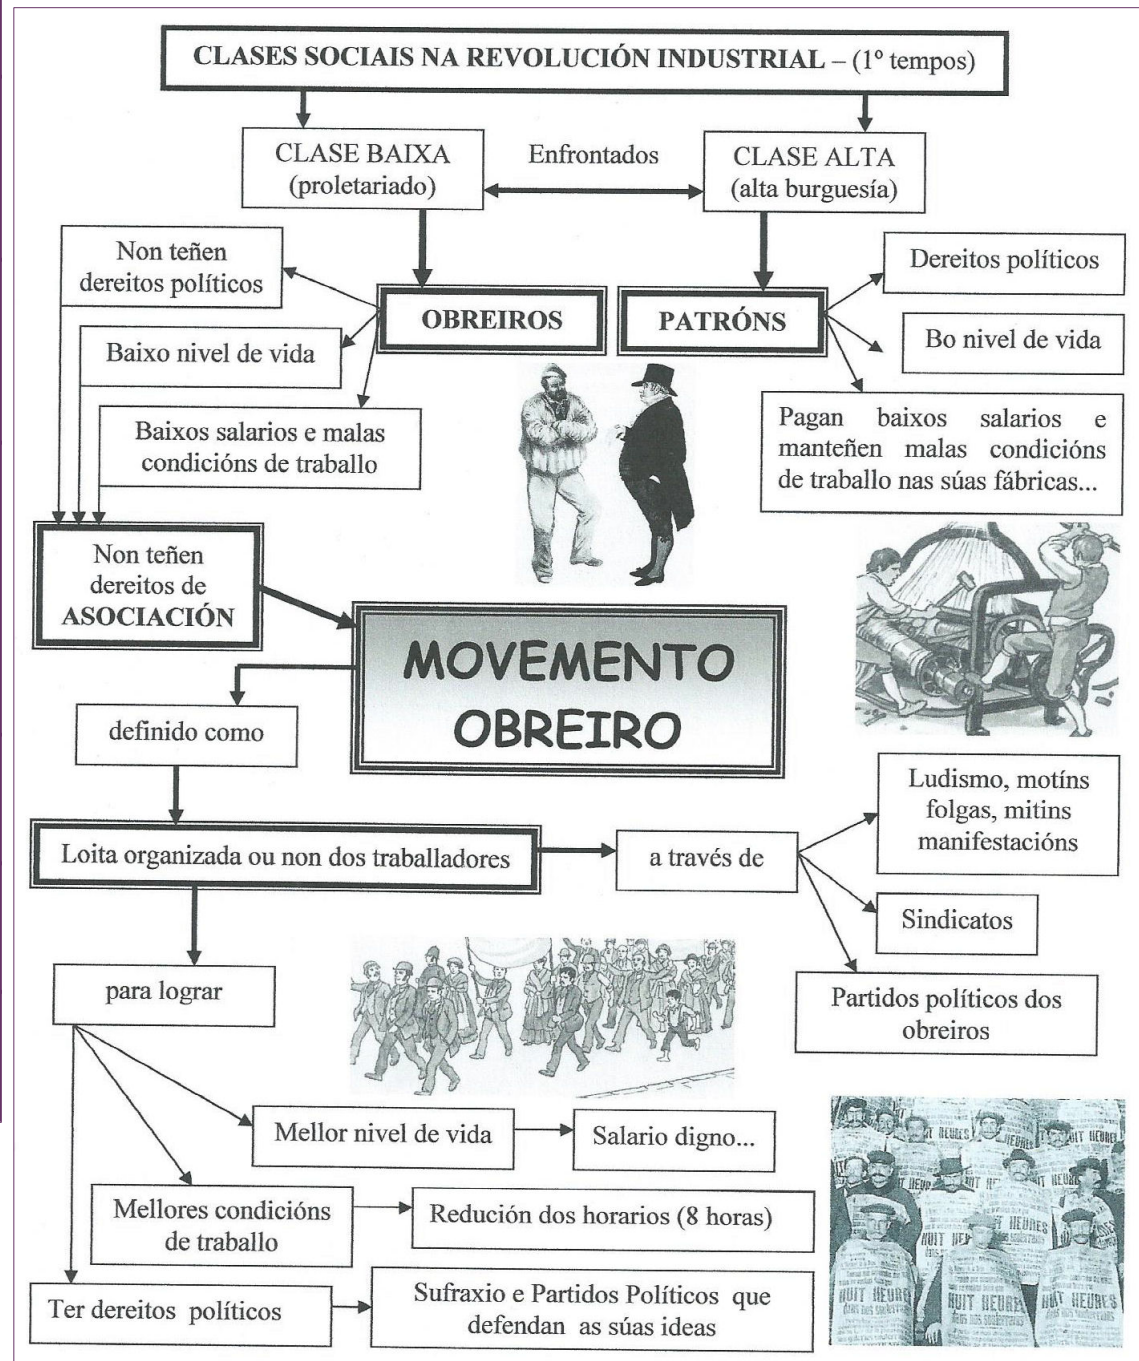 CLASES SOCIAIS NA REVOLUCIÓN INDUSTRIAL – (1º tempos)
CLASE BAIXA
(proletariado)
Enfrontados
CLASE ALTA
(alta burguesía)
Non teñen
dereitos políticos
Baixo nivel de vida
Baixos salarios e malas
condicións de traballo
OBREIROS
PATRÓNS
Dereitos políticos
Bo nivel de vida
Pagan baixos salarios e
manteñen malas condicións
de traballo nas súas fábricas...
Non teñen
dereitos de
ASOCIACIÓN
MOVEMENTO
OBREIRO
definido como
Loita organizada ou non dos traballadores
a través de
Ludismo, motíns
folgas, mitins
manifestacións
Sindicatos
Partidos políticos dos
obreiros
para lograr
Mellor nivel de vida
Salario digno...
Mellores condicións
de traballo
Redución dos horarios (8 horas)
Ter dereitos políticos
Sufraxio e Partidos Políticos que
defendan as súas ideas
HUIT HEURES
HUIT HEURES
HUIT HEURES